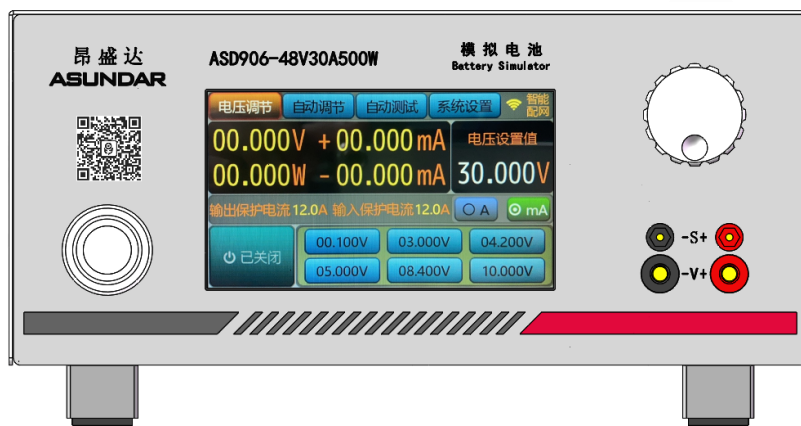 昂盛达
ASUNDAR
ASD906-48V30A500W
模拟电池
Battery Simulator
电压调节 自动调节 自动测试 系统设置 智能配网
00.000V +00.000mA
00.000W -00.000mA
电压设置值
30.000V
输出保护电流12.0A 输入保护电流12.0A A mA
已关闭
00.100V 03.000V 04.200V
05.000V 08.400V 10.000V
-S+
-V+